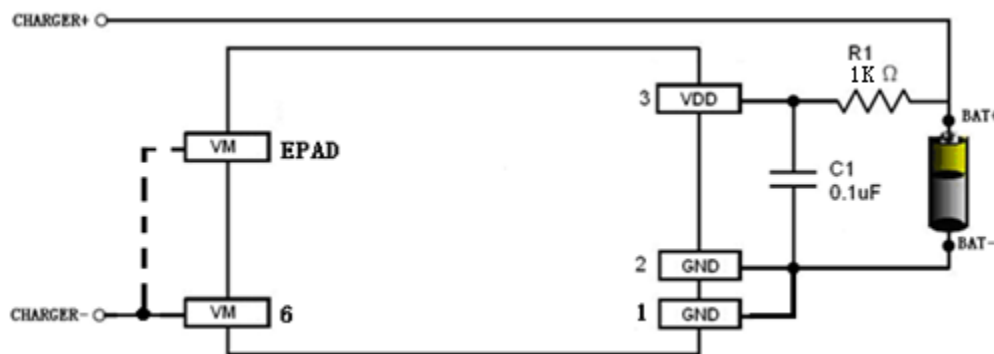 CHARGER+
R1
1K Ω
3 VDD
BAT+
VM EPAD
C1
0.1uF
BAT-
2 GND
CHARGER- VM 6 1 GND